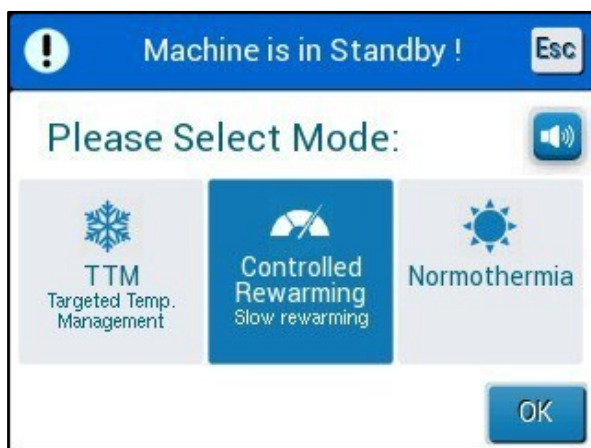 Machine is in Standby !
Esc
Please Select Mode:
TTM
Targeted Temp.
Management
Controlled
Rewarming
Slow rewarming
Normothermia
OK